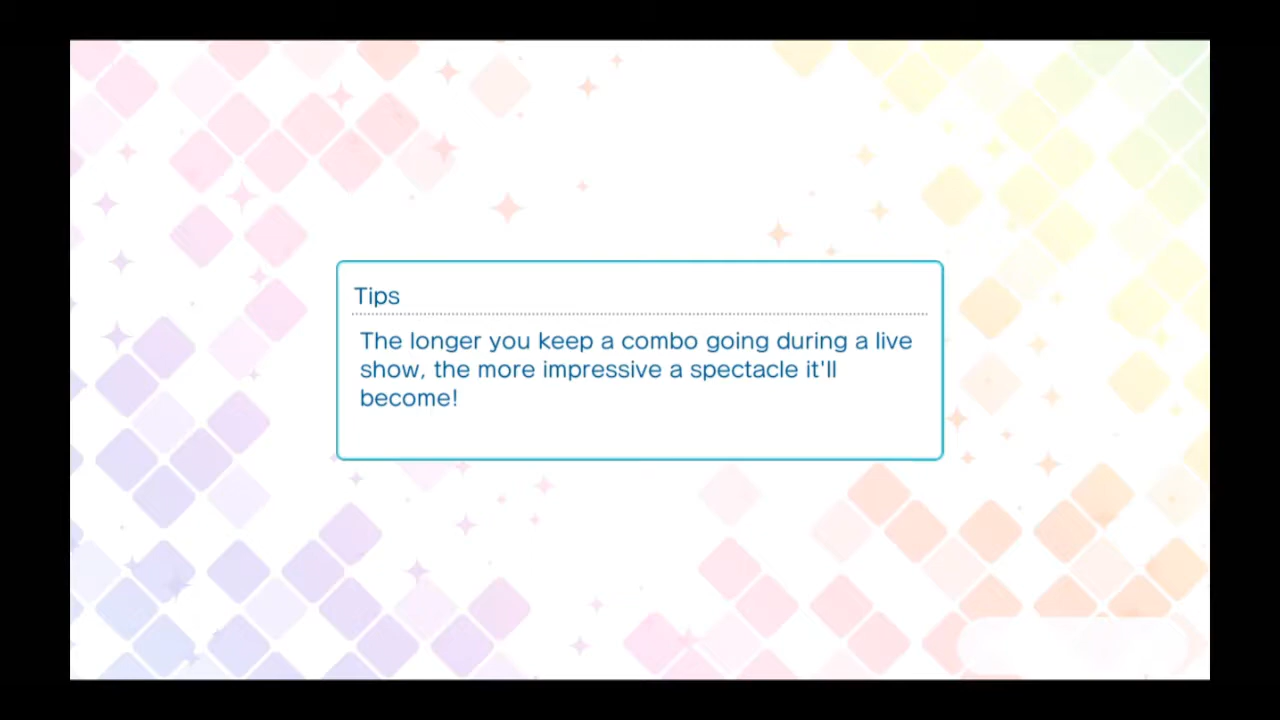 Tips
The longer you keep a combo going during a live
show, the more impressive a spectacle it'll
become!